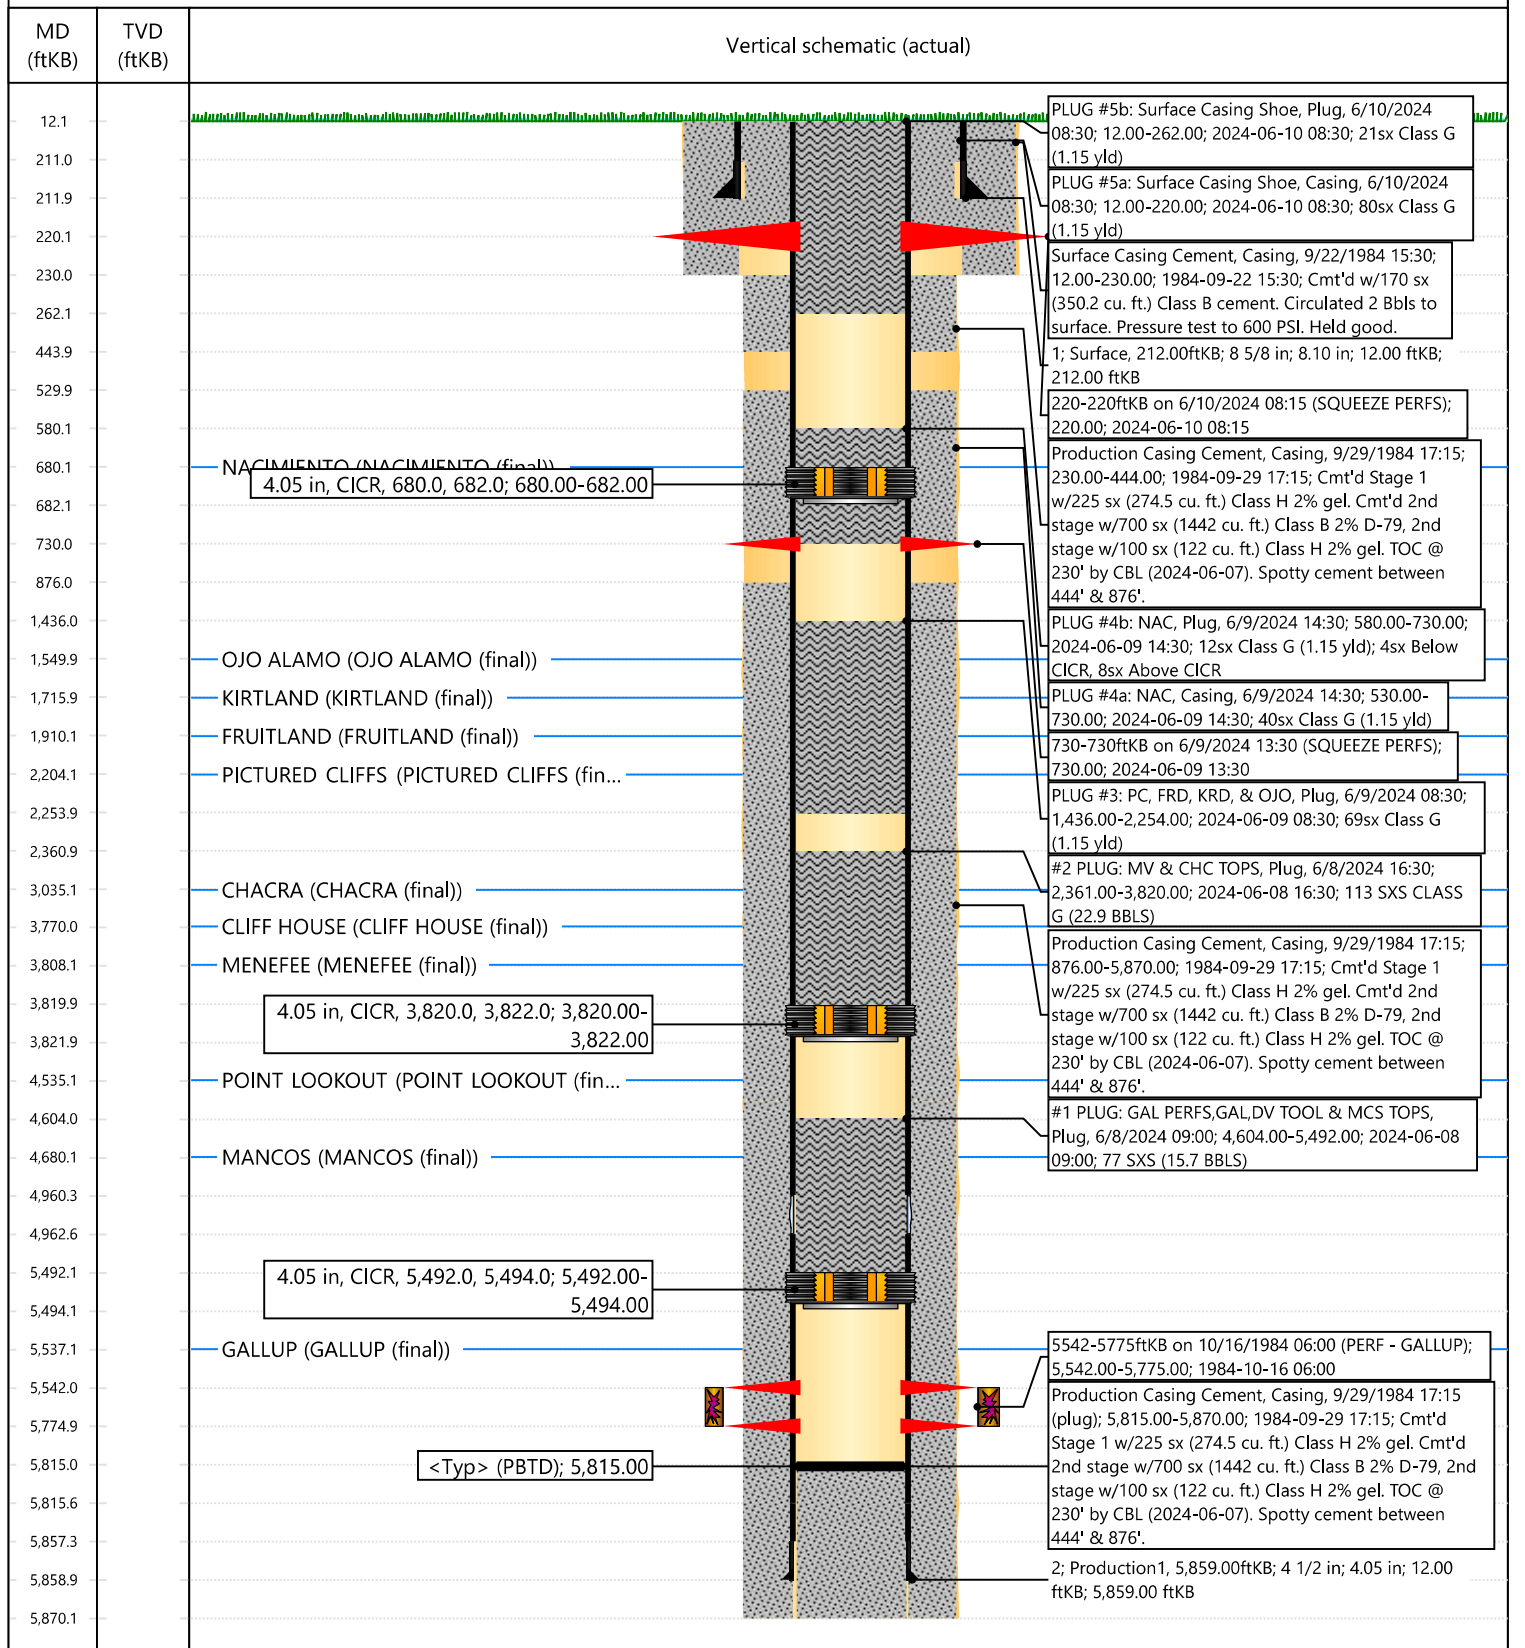 MD
(ftKB)
TVD
(ftKB)
Vertical schematic (actual)
12.1
211.0
211.9
220.1
230.0
262.1
443.9
529.9
580.1
680.1
682.1
730.0
876.0
1,436.0
1,549.9
1,715.9
1,910.1
2,204.1
2,253.9
2,360.9
3,035.1
3,770.0
3,808.1
3,819.9
3,821.9
4,535.1
4,604.0
4,680.1
4,960.3
4,962.6
5,492.1
5,494.1
5,537.1
5,542.0
5,774.9
5,815.0
5,815.6
5,857.3
5,858.9
5,870.1
NACIMIENTO (NACIMIENTO (final))
4.05 in, CICR, 680.0, 682.0; 680.00-682.00
OJO ALAMO (OJO ALAMO (final))
KIRTLAND (KIRTLAND (final))
FRUITLAND (FRUITLAND (final))
PICTURED CLIFFS (PICTURED CLIFFS (fin...
CHACRA (CHACRA (final))
CLIFF HOUSE (CLIFF HOUSE (final))
MENEFEE (MENEFEE (final))
4.05 in, CICR, 3,820.0, 3,822.0; 3,820.00-
3,822.00
POINT LOOKOUT (POINT LOOKOUT (fin...
MANCOS (MANCOS (final))
4.05 in, CICR, 5,492.0, 5,494.0; 5,492.00-
5,494.00
GALLUP (GALLUP (final))
<Typ> (PBTD); 5,815.00
PLUG #5b: Surface Casing Shoe, Plug, 6/10/2024
08:30; 12.00-262.00; 2024-06-10 08:30; 21sx Class G
(1.15 yld)
PLUG #5a: Surface Casing Shoe, Casing, 6/10/2024
08:30; 12.00-220.00; 2024-06-10 08:30; 80sx Class G
(1.15 yld)
Surface Casing Cement, Casing, 9/22/1984 15:30;
12.00-230.00; 1984-09-22 15:30; Cmt'd w/170 sx
(350.2 cu. ft.) Class B cement. Circulated 2 Bbls to
surface. Pressure test to 600 PSI. Held good.
1; Surface, 212.00ftKB; 8 5/8 in; 8.10 in; 12.00 ftKB;
212.00 ftKB
220-220ftKB on 6/10/2024 08:15 (SQUEEZE PERFS);
220.00; 2024-06-10 08:15
Production Casing Cement, Casing, 9/29/1984 17:15;
230.00-444.00; 1984-09-29 17:15; Cmt'd Stage 1
w/225 sx (274.5 cu. ft.) Class H 2% gel. Cmt'd 2nd
stage w/700 sx (1442 cu. ft.) Class B 2% D-79, 2nd
stage w/100 sx (122 cu. ft.) Class H 2% gel. TOC @
230' by CBL (2024-06-07). Spotty cement between
444' & 876'.
PLUG #4b: NAC, Plug, 6/9/2024 14:30; 580.00-730.00;
2024-06-09 14:30; 12sx Class G (1.15 yld); 4sx Below
CICR, 8sx Above CICR
PLUG #4a: NAC, Casing, 6/9/2024 14:30; 530.00-
730.00; 2024-06-09 14:30; 40sx Class G (1.15 yld)
730-730ftKB on 6/9/2024 13:30 (SQUEEZE PERFS);
730.00; 2024-06-09 13:30
PLUG #3: PC, FRD, KRD, & OJO, Plug, 6/9/2024 08:30;
1,436.00-2,254.00; 2024-06-09 08:30; 69sx Class G
(1.15 yld)
#2 PLUG: MV & CHC TOPS, Plug, 6/8/2024 16:30;
2,361.00-3,820.00; 2024-06-08 16:30; 113 SXS CLASS
G (22.9 BBLS)
Production Casing Cement, Casing, 9/29/1984 17:15;
876.00-5,870.00; 1984-09-29 17:15; Cmt'd Stage 1
w/225 sx (274.5 cu. ft.) Class H 2% gel. Cmt'd 2nd
stage w/700 sx (1442 cu. ft.) Class B 2% D-79, 2nd
stage w/100 sx (122 cu. ft.) Class H 2% gel. TOC @
230' by CBL (2024-06-07). Spotty cement between
444' & 876'.
#1 PLUG: GAL PERFS,GAL,DV TOOL & MCS TOPS,
Plug, 6/8/2024 09:00; 4,604.00-5,492.00; 2024-06-08
09:00; 77 SXS (15.7 BBLS)
5542-5775ftKB on 10/16/1984 06:00 (PERF - GALLUP);
5,542.00-5,775.00; 1984-10-16 06:00
Production Casing Cement, Casing, 9/29/1984 17:15
(plug); 5,815.00-5,870.00; 1984-09-29 17:15; Cmt'd
Stage 1 w/225 sx (274.5 cu. ft.) Class H 2% gel. Cmt'd
2nd stage w/700 sx (1442 cu. ft.) Class B 2% D-79, 2nd
stage w/100 sx (122 cu. ft.) Class H 2% gel. TOC @
230' by CBL (2024-06-07). Spotty cement between
444' & 876'.
2; Production1, 5,859.00ftKB; 4 1/2 in; 4.05 in; 12.00
ftKB; 5,859.00 ftKB